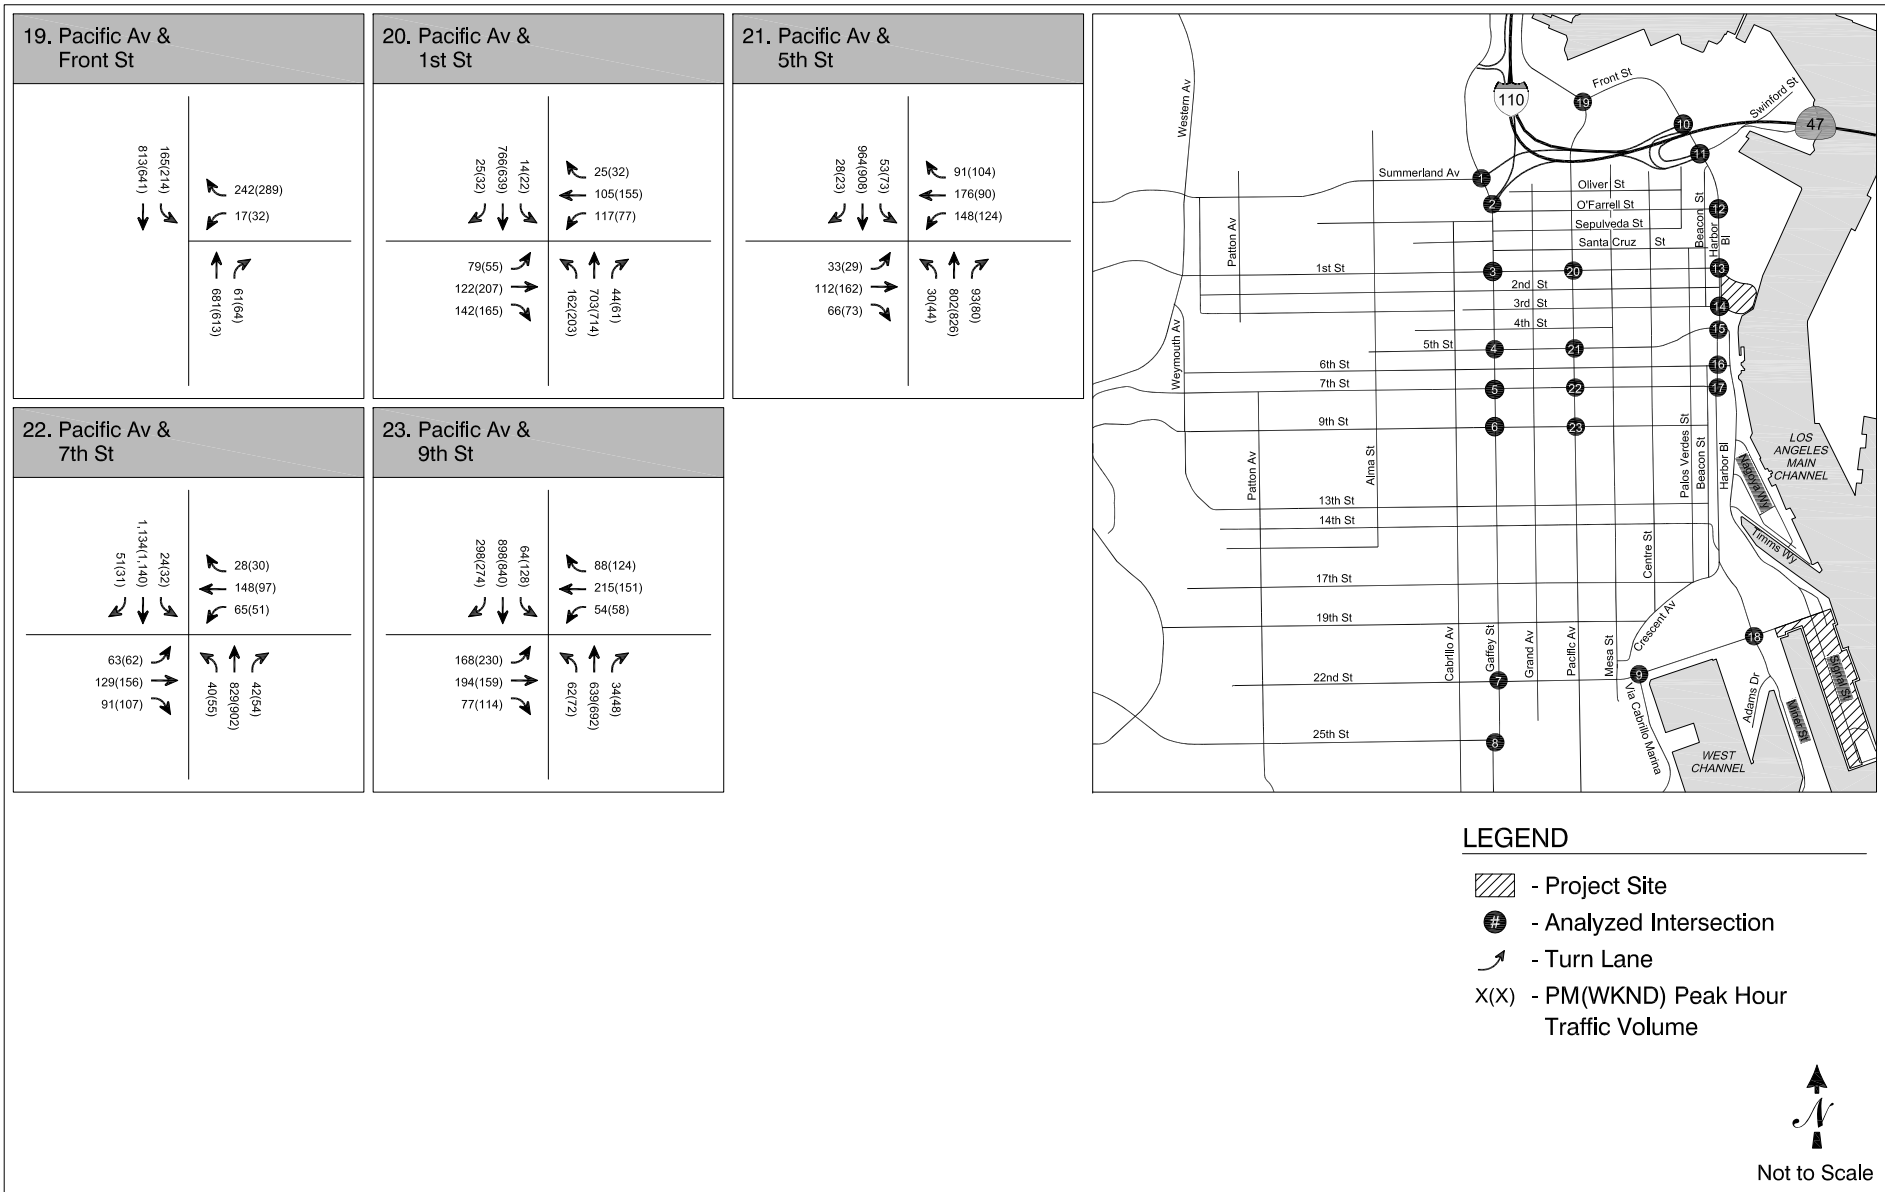 19. Pacific Av &
Front St
813(641)
165(214)
242(289)
17(32)
681(613)
61(64)
20. Pacific Av &
1st St
25(32)
766(639)
14(22)
25(32)
105(155)
117(77)
79(55)
122(207)
142(165)
162(203)
703(714)
44(61)
21. Pacific Av &
5th St
28(23)
964(908)
53(73)
91(104)
176(90)
148(124)
33(29)
112(162)
66(73)
30(44)
802(826)
93(80)
22. Pacific Av &
7th St
51(31)
1,134(1,140)
24(32)
28(30)
148(97)
65(51)
63(62)
129(156)
91(107)
40(55)
829(902)
42(54)
23. Pacific Av &
9th St
298(274)
898(840)
64(128)
88(124)
215(151)
54(58)
168(230)
194(159)
77(114)
62(72)
639(692)
34(48)
Western Av
110
Front St
19
Swinford St
10
47
11
Summerland Av
1
2
Oliver St
O'Farrell St
12
Sepulveda St
Santa Cruz St
Beacon St
Harbor Bl
Patton Av
1st St
3
20
13
2nd St
3rd St
14
4th St
15
5th St
4
21
6th St
16
7th St
5
22
17
Weymouth Av
9th St
6
23
Patton Av
Alma St
Palos Verdes St
Beacon St
Harbor Bl
LOS
ANGELES
MAIN
CHANNEL
Nagoya Wy
13th St
14th St
Timms Wy
Centre St
17th St
19th St
Crescent Av
18
Cabrillo Av
Gaffey St
Grand Av
Pacific Av
Mesa St
22nd St
7
9
Via Cabrillo Marina
Adams Dr
Miner St
Signal St
25th St
8
WEST
CHANNEL
LEGEND
- Project Site
# - Analyzed Intersection
- Turn Lane
X(X) - PM(WKND) Peak Hour
Traffic Volume
N
Not to Scale